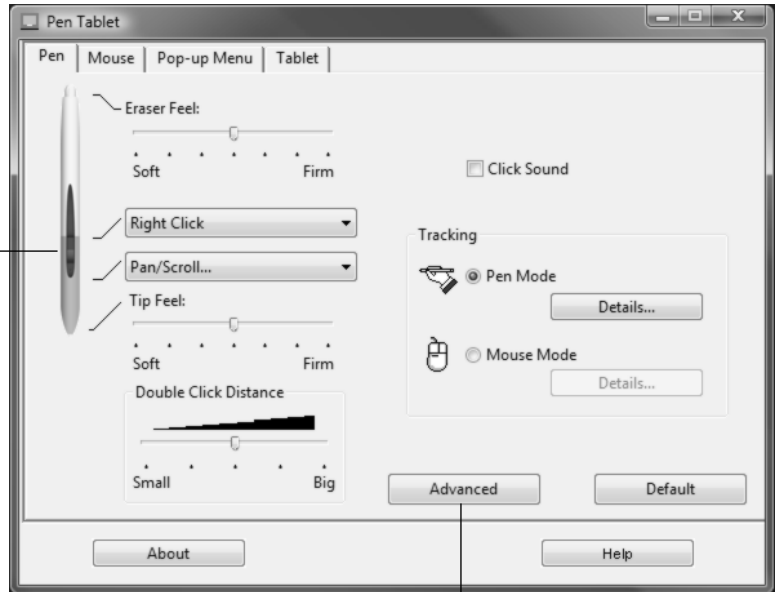 Pen Tablet
Pen Mouse Pop-up Menu Tablet
Eraser Feel:
Soft Firm
Click Sound
Right Click
Pan/Scroll...
Tip Feel:
Soft Firm
Tracking
Pen Mode
Details...
Mouse Mode
Details...
Double Click Distance
Small Big
Advanced Default
About Help